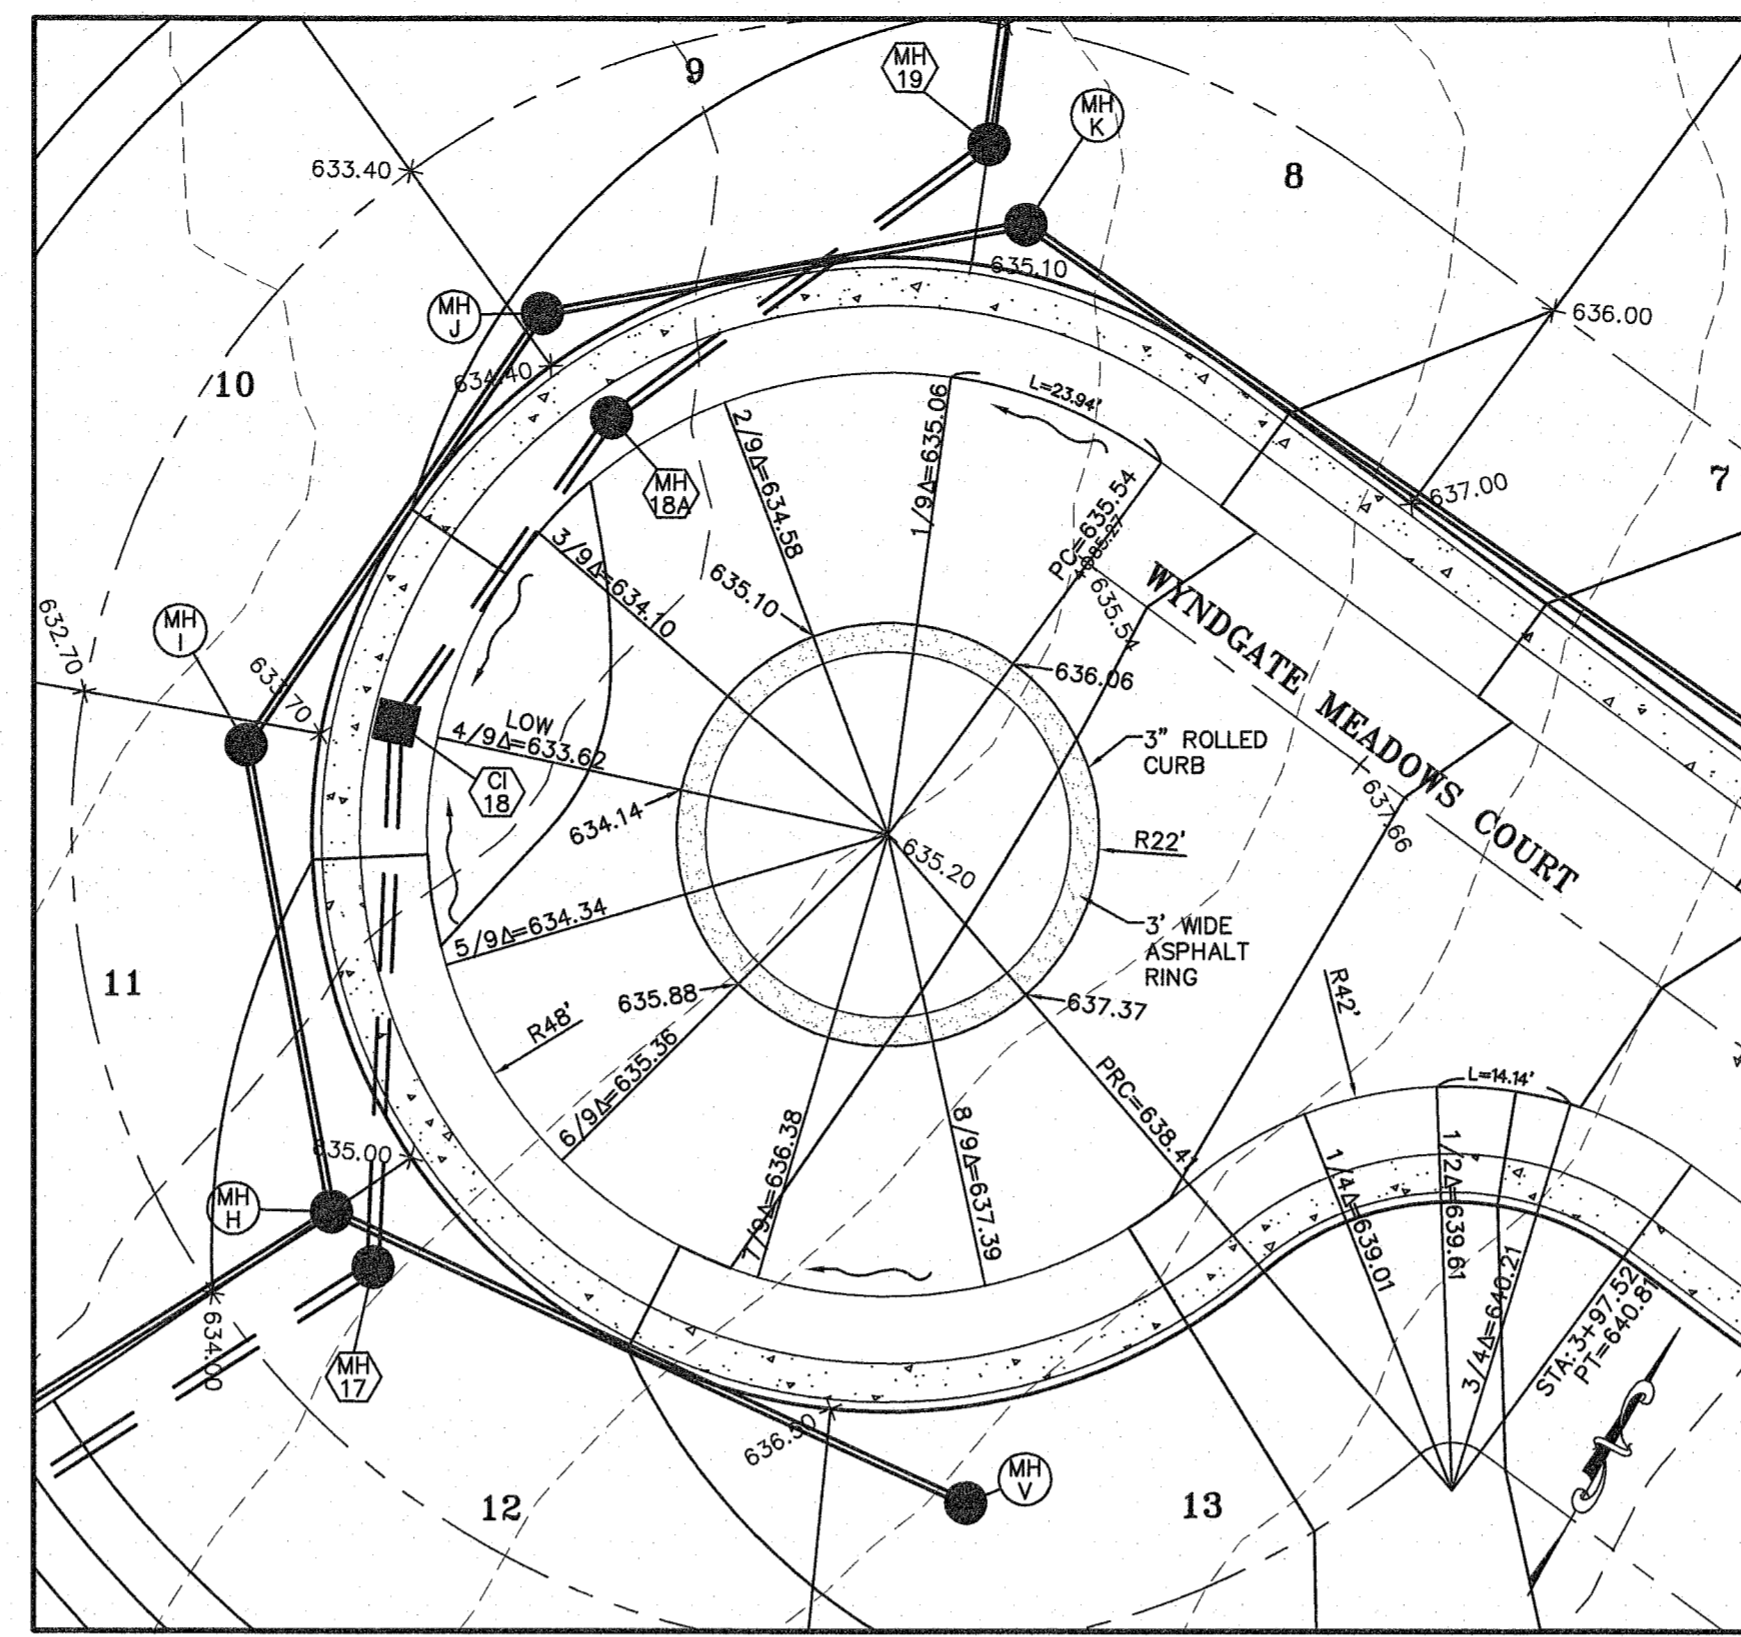 9
MH
19
MH
K
8
633.40
635.10
636.00
MH
J
10
634.40
L=23.94'
7
637.00
MH
18A
2/9Δ=634.58
1/9Δ=635.06
PC=635.54
3/9Δ=634.10
635.10
635.54
WYNDGATE MEADOWS COURT
632.70
MH
I
633.70
636.06
LOW
4/9Δ=633.62
3" ROLLED
CURB
CI
18
634.14
637.66
R22'
635.20
5/9Δ=634.34
3' WIDE
ASPHALT
RING
11
635.88
637.37
R48'
R42'
6/9Δ=635.36
PRC=638.41
L=14.14'
635.00
7/9Δ=636.38
8/9Δ=637.39
1/4Δ=639.01
1/2Δ=639.61
3/4Δ=640.21
STA: 3+97.52
PT=640.81
MH
H
634.00
MH
17
636.50
MH
V
12
13